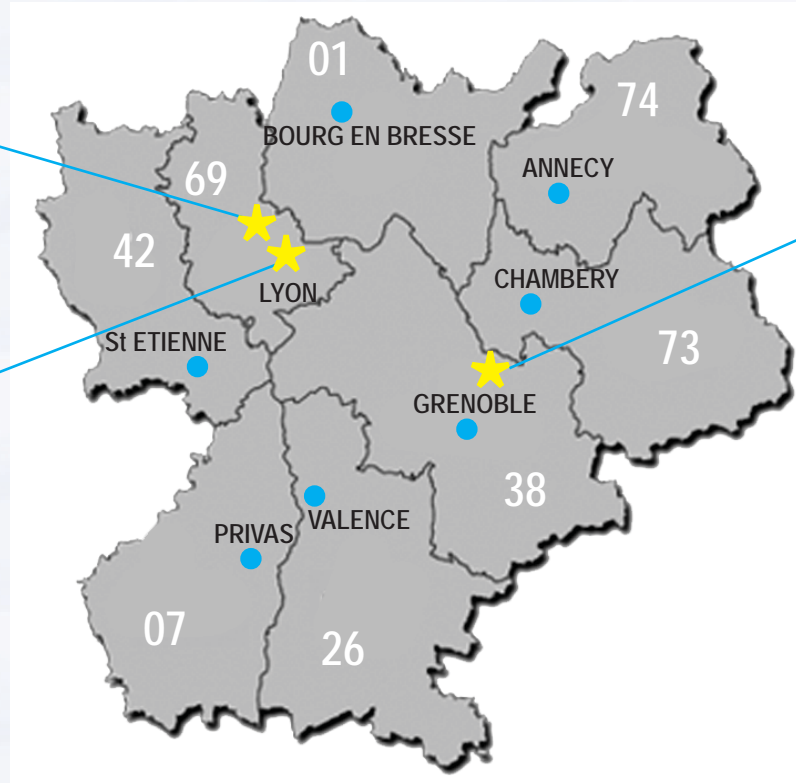 01
74
BOURG EN BRESSE
ANNECY
69
42
CHAMBERY
LYON
St ETIENNE
73
GRENOBLE
38
VALENCE
PRIVAS
07
26